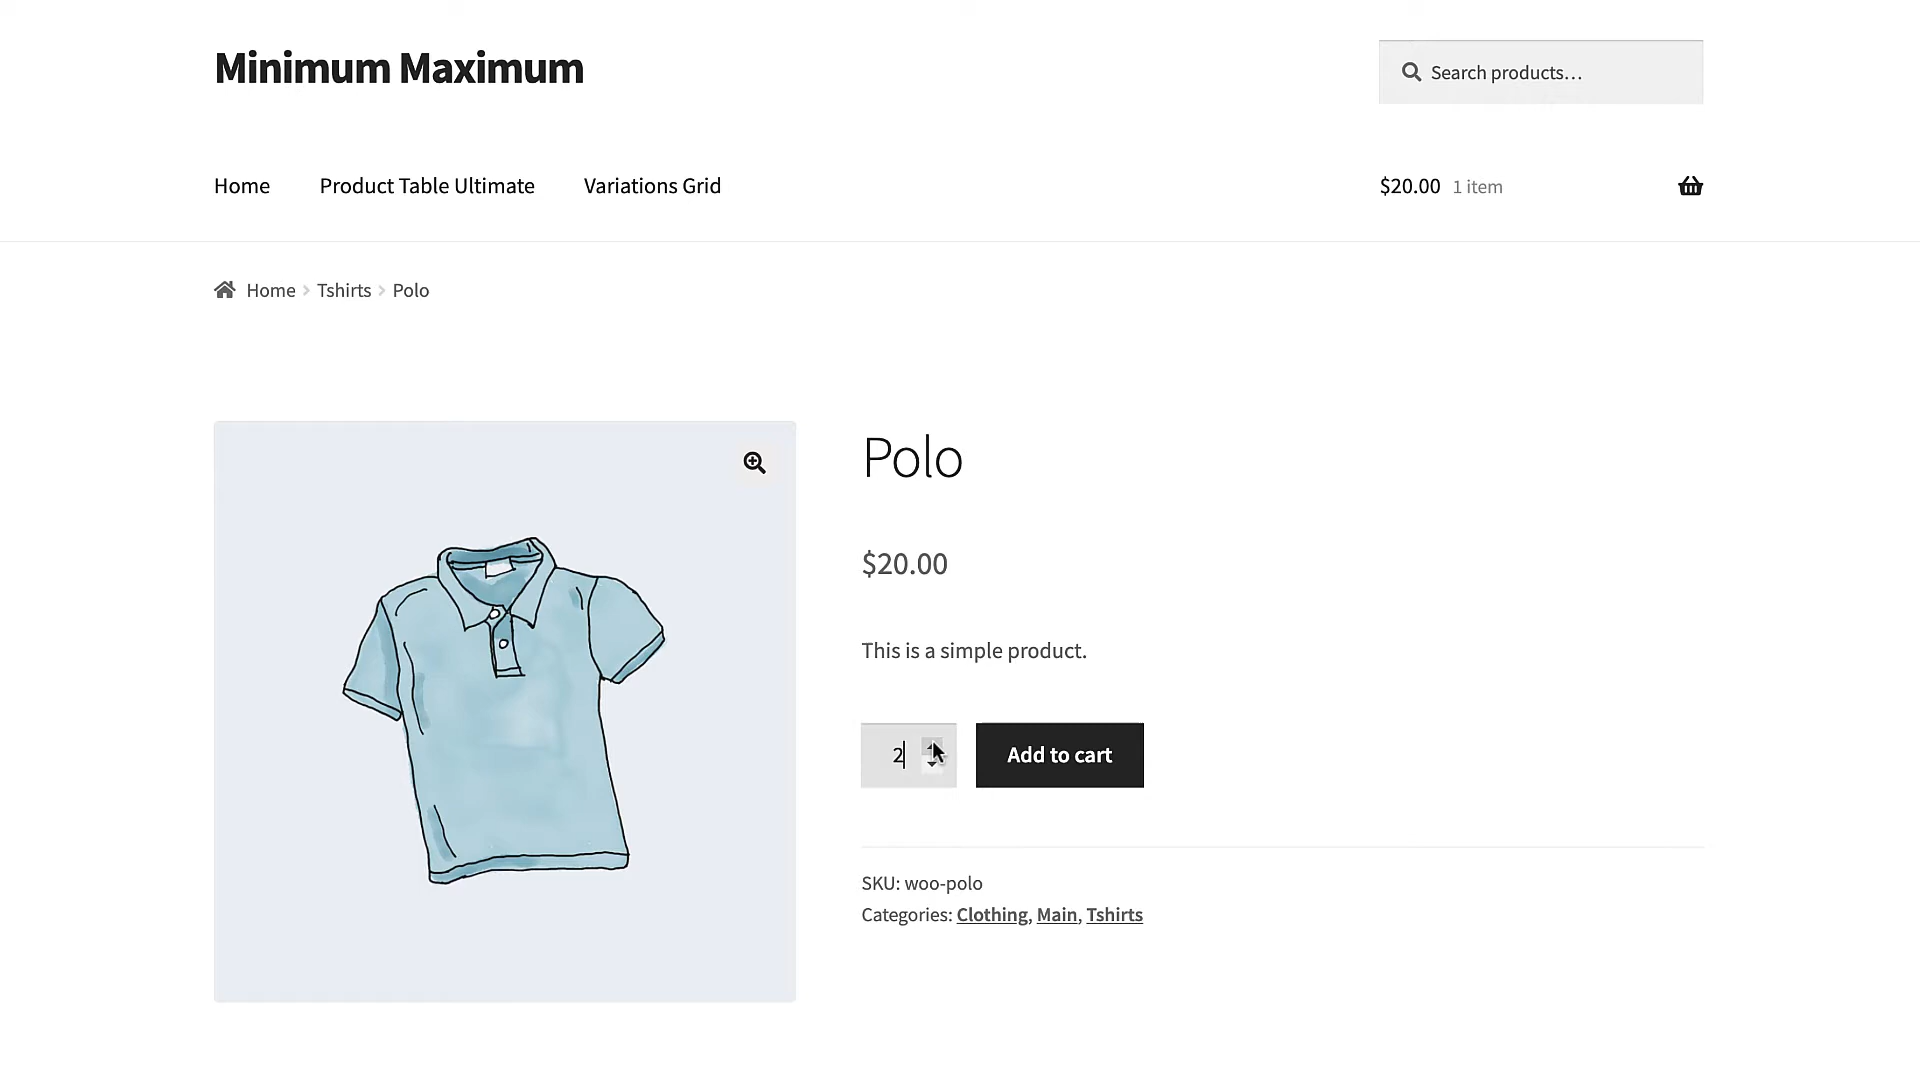 Minimum Maximum
Search products…
Home Product Table Ultimate Variations Grid
$20.00 1 item
Home Tshirts Polo
Polo
$20.00
This is a simple product.
2 Add to cart
SKU: woo-polo
Categories: Clothing, Main, Tshirts